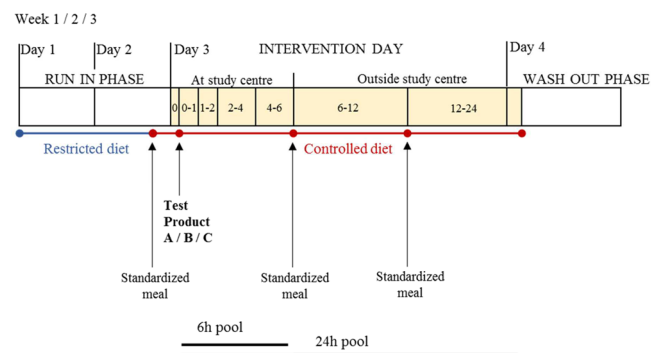 Week 1 / 2 / 3
Day 1 Day 2 Day 3 INTERVENTION DAY Day 4
RUN IN PHASE At study centre Outside study centre WASH OUT PHASE
0 0-1 1-2 2-4 4-6 6-12 12-24
Restricted diet Controlled diet
Test
Product
A / B / C
Standardized
meal
Standardized
meal
Standardized
meal
6h pool
24h pool